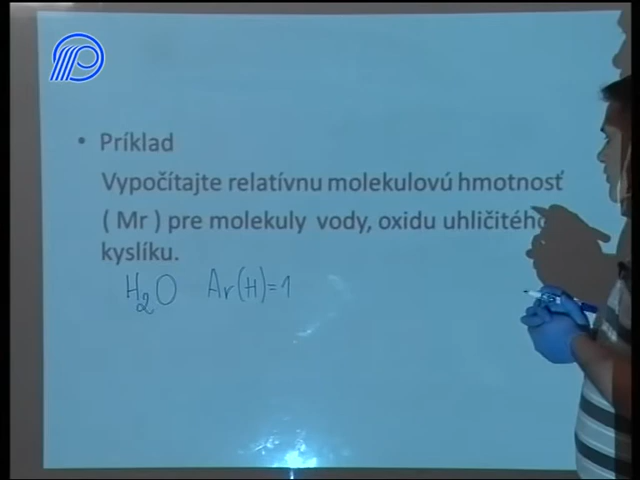 • Príklad
Vypočítajte relatívnu molekulovú hmotnosť
( Mr ) pre molekuly vody, oxidu uhličitého
kyslíku.
H₂O Ar(H)=1